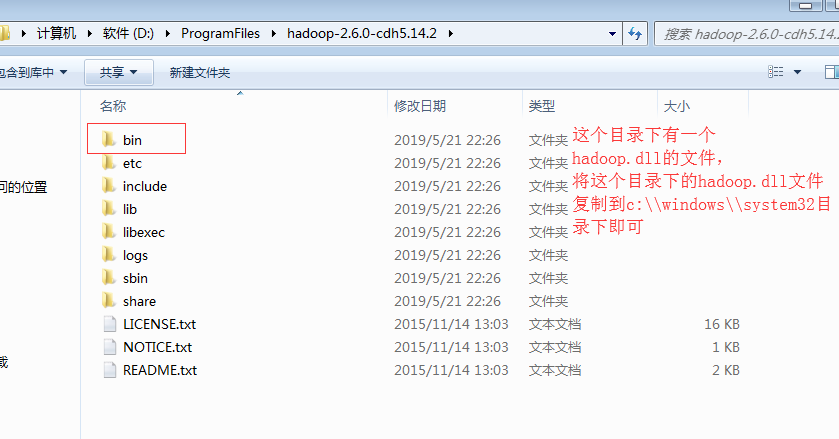 计算机 ▸ 软件 (D:) ▸ ProgramFiles ▸ hadoop-2.6.0-cdh5.14.2 ▸
搜索 hadoop-2.6.0-cdh5.14.2
包含到库中 共享 新建文件夹
名称 修改日期 类型 大小
bin 2019/5/21 22:26 文件夹
etc 2019/5/21 22:26 文件夹
include 2019/5/21 22:26 文件夹
lib 2019/5/21 22:26 文件夹
libexec 2019/5/21 22:26 文件夹
logs 2019/5/21 22:26 文件夹
sbin 2019/5/21 22:26 文件夹
share 2019/5/21 22:26 文件夹
LICENSE.txt 2015/11/14 13:03 文本文档 16 KB
NOTICE.txt 2015/11/14 13:03 文本文档 1 KB
README.txt 2015/11/14 13:03 文本文档 2 KB
问的位置
载
这个目录下有一个
hadoop.dll的文件，
将这个目录下的hadoop.dll文件
复制到c:\\windows\\system32目
录下即可